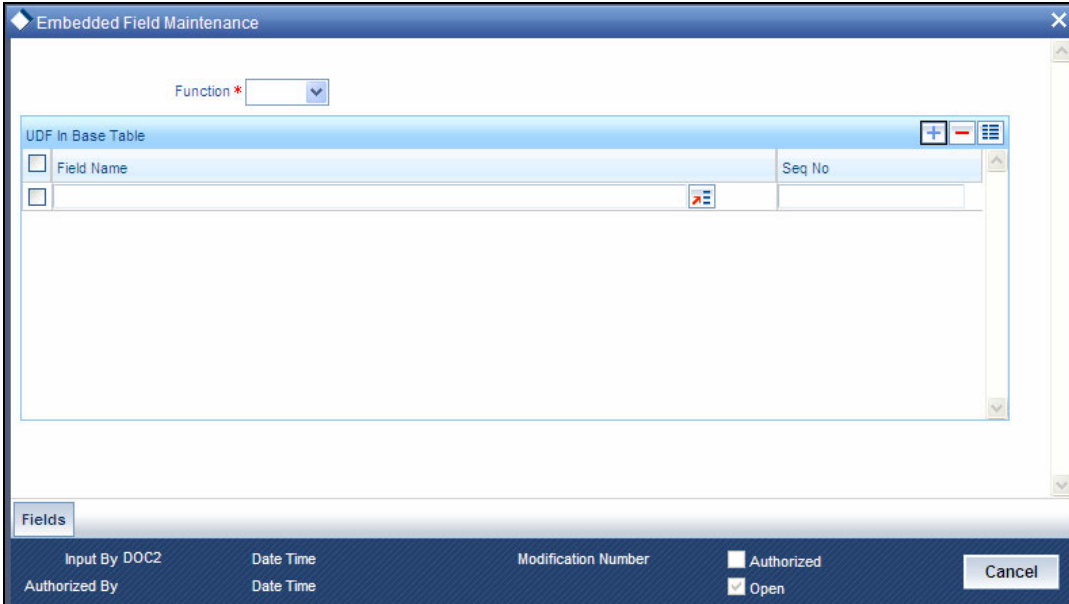 Embedded Field Maintenance
Function *
UDF In Base Table
Field Name Seq No
Fields
Input By DOC2 Date Time Modification Number Authorized
Authorized By Date Time Open
Cancel